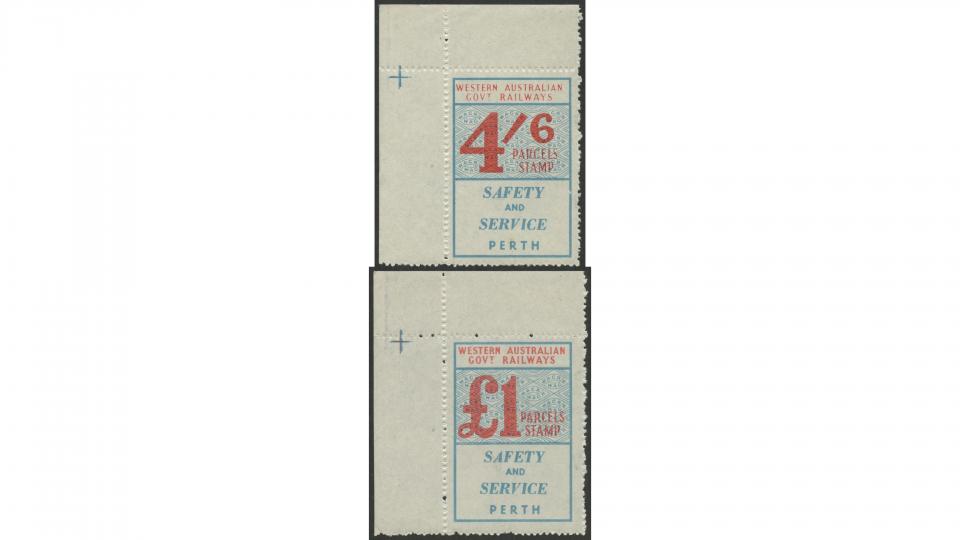 WESTERN AUSTRALIAN
GOVT RAILWAYS
4/6
PARCELS
STAMP
SAFETY
AND
SERVICE
PERTH
WESTERN AUSTRALIAN
GOVT RAILWAYS
£1
PARCELS
STAMP
SAFETY
AND
SERVICE
PERTH